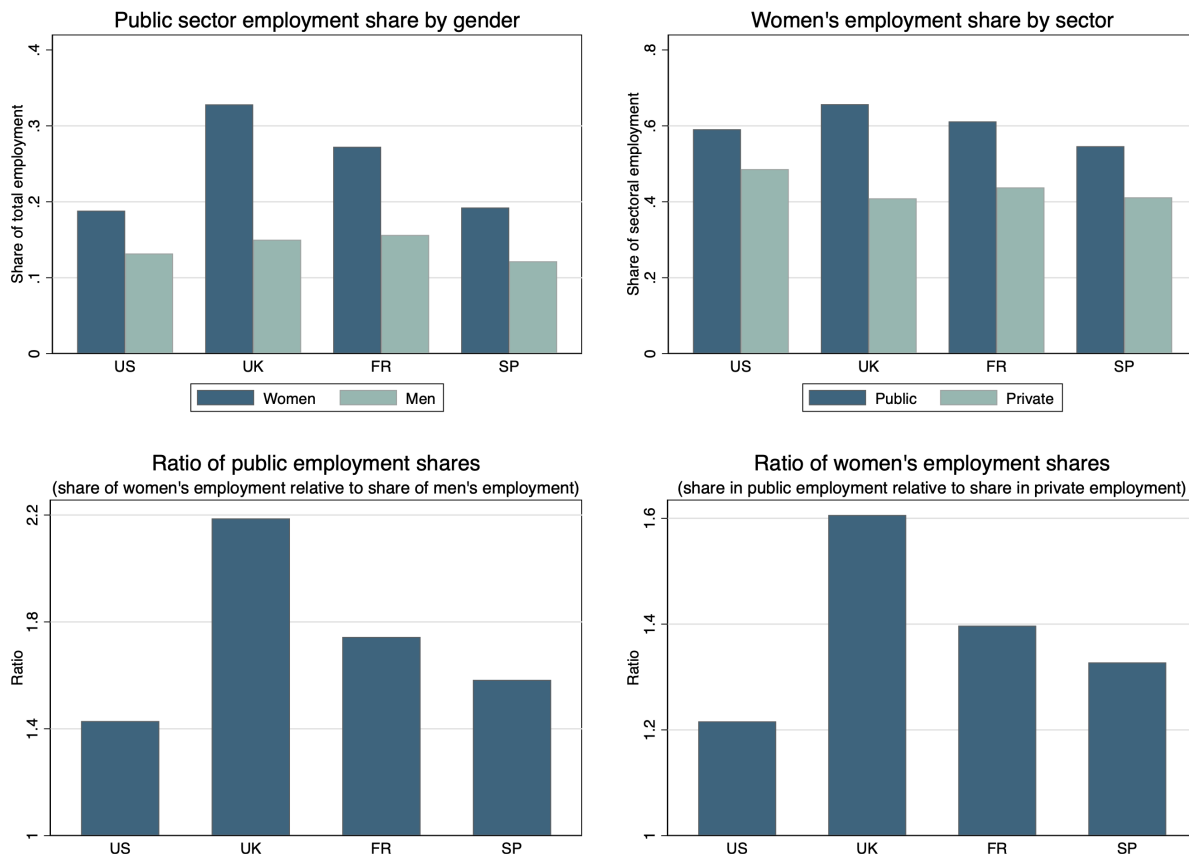 Public sector employment share by gender
Share of total employment
.4
.3
.2
.1
0
US UK FR SP
Women Men
Women's employment share by sector
Share of sectoral employment
.8
.6
.4
.2
0
US UK FR SP
Public Private
Ratio of public employment shares
(share of women's employment relative to share of men's employment)
Ratio
2.2
1.8
1.4
1
US UK FR SP
Ratio of women's employment shares
(share in public employment relative to share in private employment)
Ratio
1.6
1.4
1.2
1
US UK FR SP